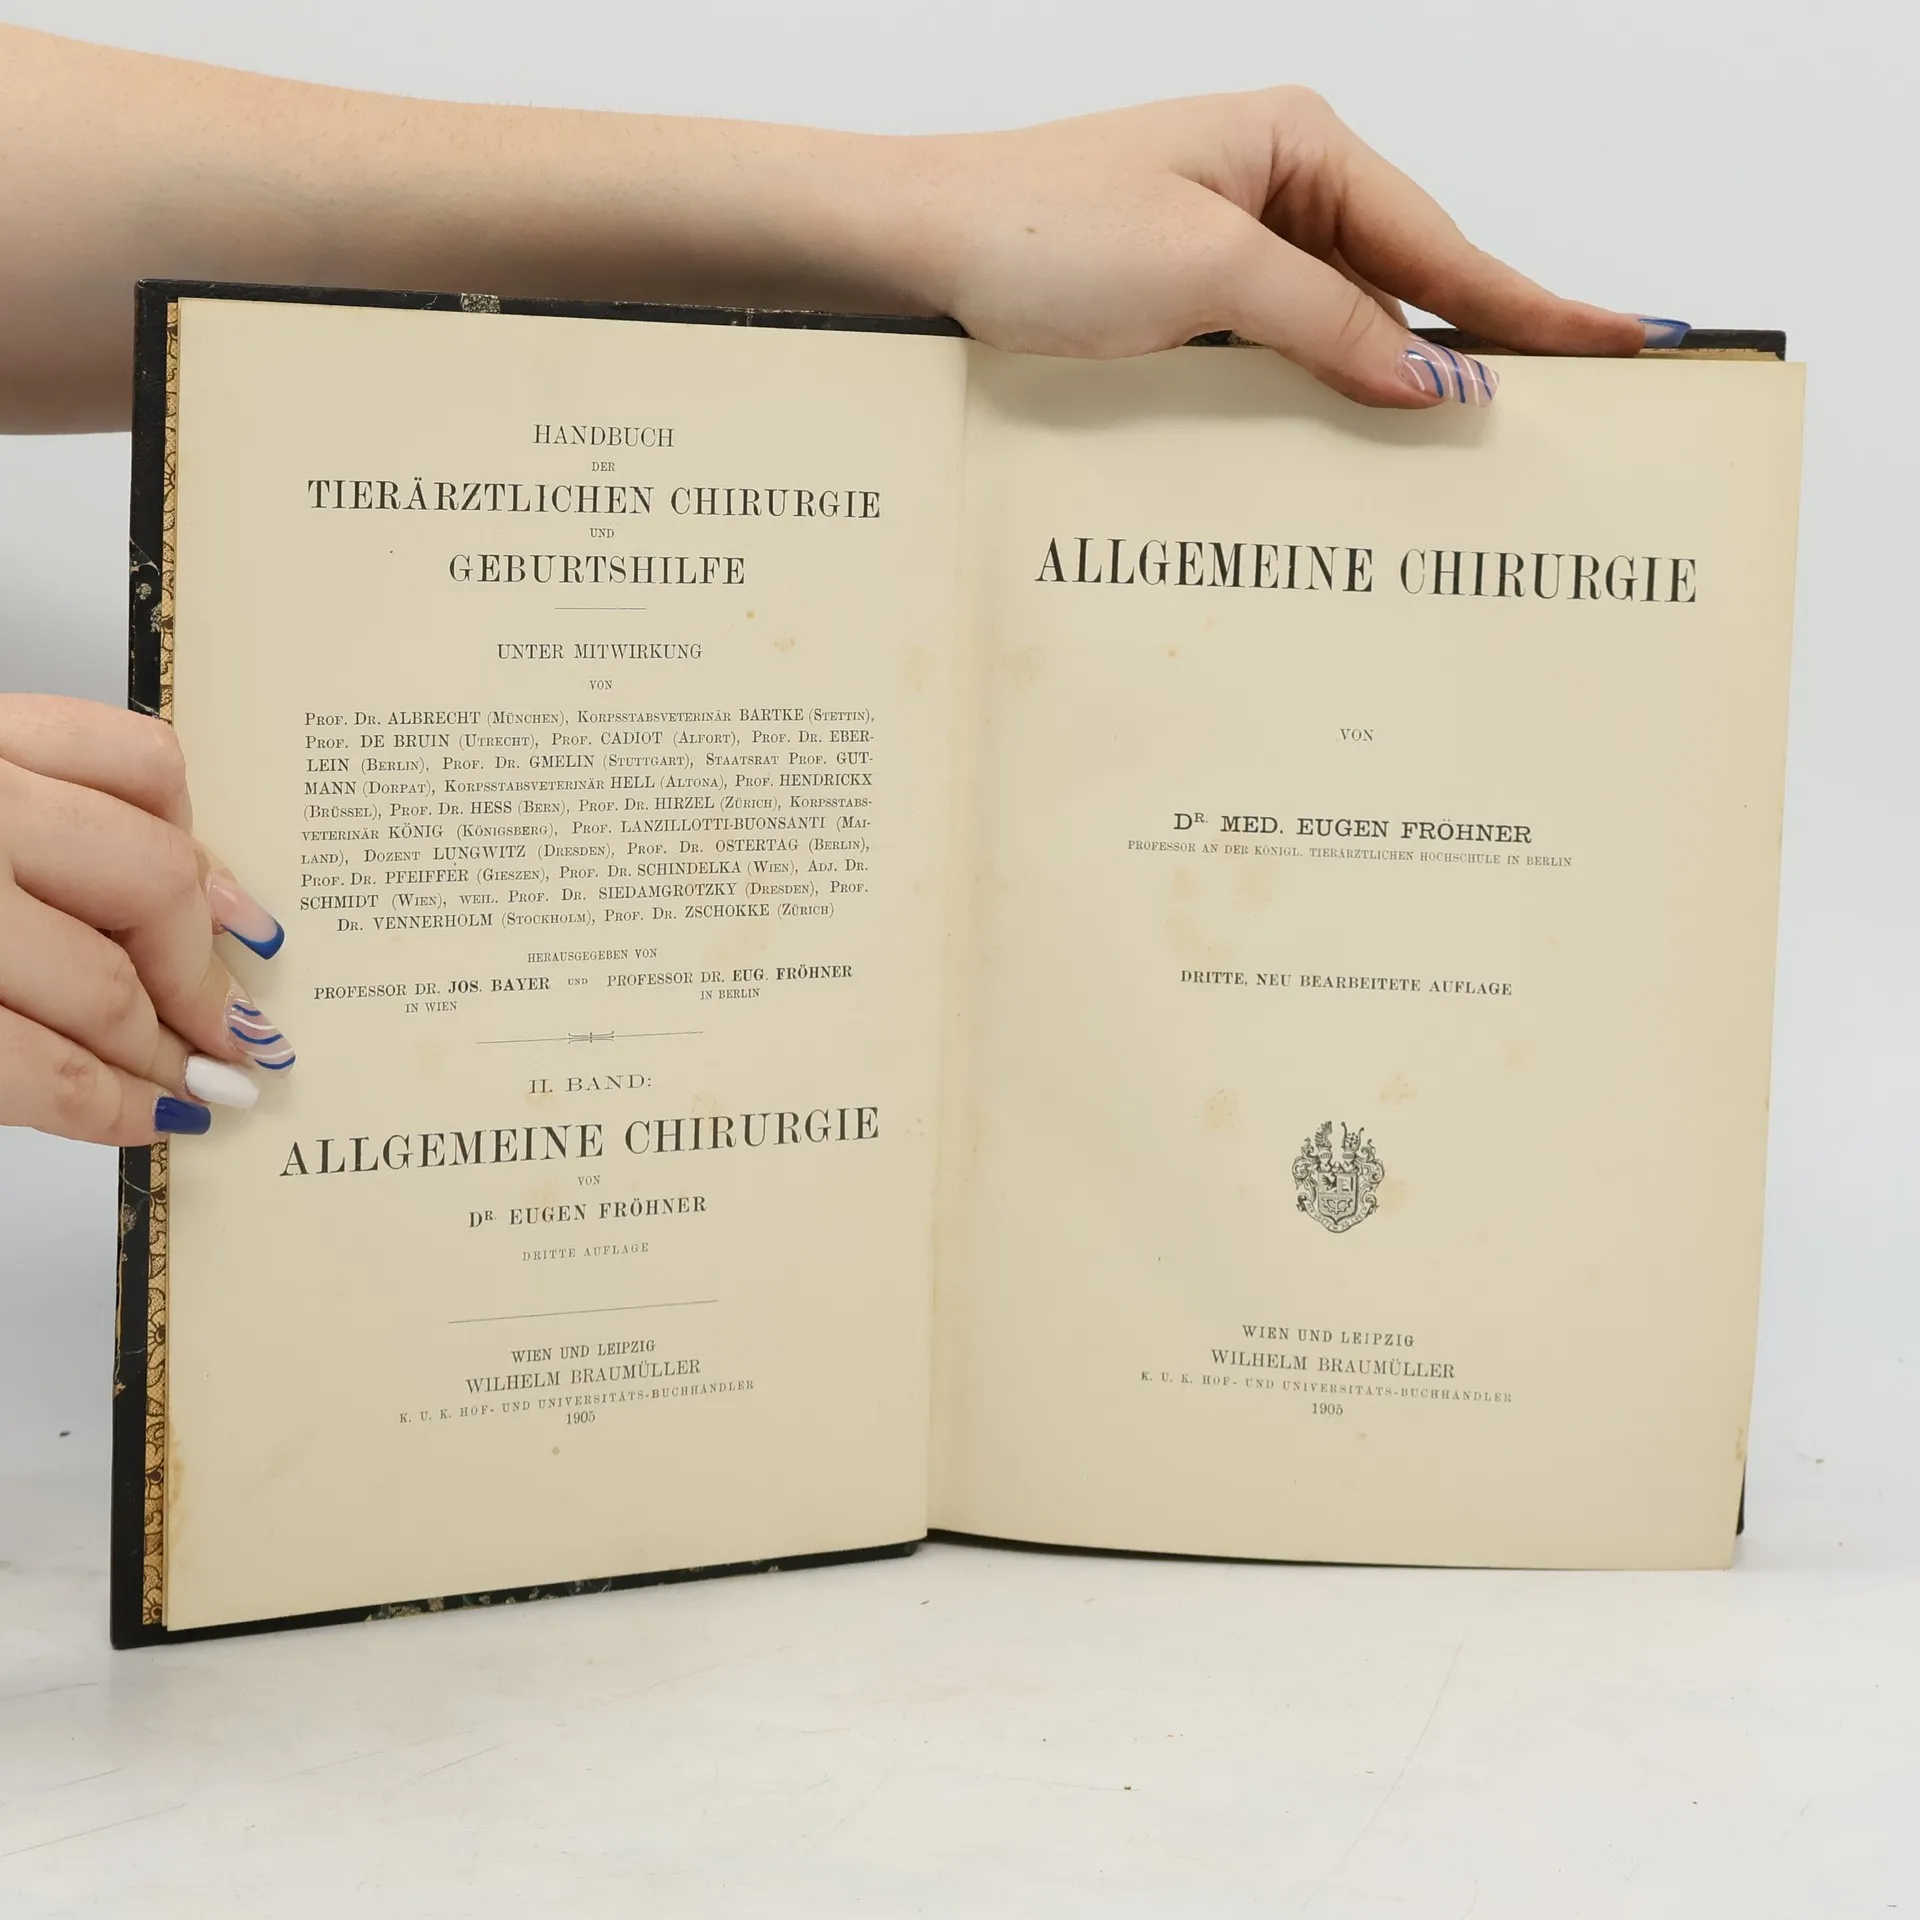 HANDBUCH
DER
TIERÄRZTLICHEN CHIRURGIE
UND
GEBURTSHILFE
UNTER MITWIRKUNG
VON
PROF. DR. ALBRECHT (MÜNCHEN), KORPSSTABSVETERINÄR BARTKE (STETTIN),
PROF. DE BRUIN (UTRECHT), PROF. CADIOT (ALFORT), PROF. DR. EBER-
LEIN (BERLIN), PROF. DR. GMELIN (STUTTGART), STAATSRAT PROF. GUT-
MANN (DORPAT), KORPSSTABSVETERINÄR HELL (ALTONA), PROF. HENDRICKX
(BRÜSSEL), PROF. DR. HESS (BERN), PROF. DR. HIRZEL (ZÜRICH), KORPSSTABS-
VETERINÄR KÖNIG (KÖNIGSBERG), PROF. LANZILLOTTI-BUONSANTI (MAI-
LAND), DOZENT LUNGWITZ (DRESDEN), PROF. DR. OSTERTAG (BERLIN),
PROF. DR. PFEIFFER (GIESZEN), PROF. DR. SCHINDELKA (WIEN), ADJ. DR.
SCHMIDT (WIEN), WEIL. PROF. DR. SIEDAMGROTZKY (DRESDEN), PROF.
DR. VENNERHOLM (STOCKHOLM), PROF. DR. ZSCHOKKE (ZÜRICH)
HERAUSGEGEBEN VON
PROFESSOR DR. JOS. BAYER UND PROFESSOR DR. EUG. FRÖHNER
IN WIEN IN BERLIN
II. BAND:
ALLGEMEINE CHIRURGIE
VON
DR. EUGEN FRÖHNER
DRITTE AUFLAGE
WIEN UND LEIPZIG
WILHELM BRAUMÜLLER
K. U. K. HOF- UND UNIVERSITÄTS-BUCHHÄNDLER
1905
ALLGEMEINE CHIRURGIE
VON
DR. MED. EUGEN FRÖHNER
PROFESSOR AN DER KÖNIGL. TIERÄRZTLICHEN HOCHSCHULE IN BERLIN
DRITTE, NEU BEARBEITETE AUFLAGE
WIEN UND LEIPZIG
WILHELM BRAUMÜLLER
K. U. K. HOF- UND UNIVERSITÄTS-BUCHHÄNDLER
1905